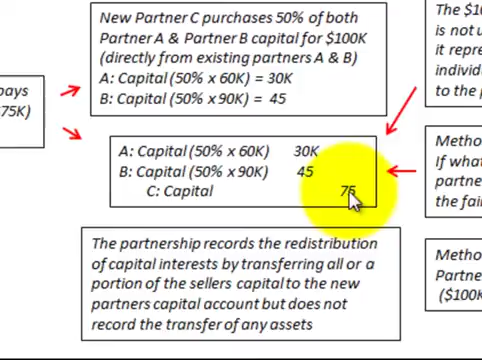 New Partner C purchases 50% of both
Partner A & Partner B capital for $100K
(directly from existing partners A & B)
A: Capital (50% x 60K) = 30K
B: Capital (50% x 90K) = 45
pays
75K)
A: Capital (50% x 60K) 30K
B: Capital (50% x 90K) 45
C: Capital 75
The partnership records the redistribution
of capital interests by transferring all or a
portion of the sellers capital to the new
partners capital account but does not
record the transfer of any assets
The $10
is not u
it repre
individ
to the p
Metho
If what
partne
the fair
Metho
Partne
($100K